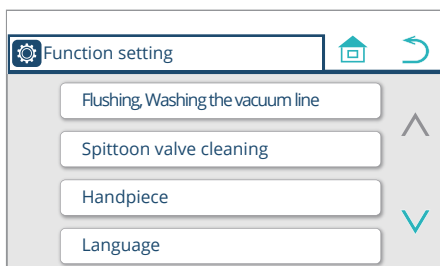 Function setting
Flushing, Washing the vacuum line
Spittoon valve cleaning
Handpiece
Language